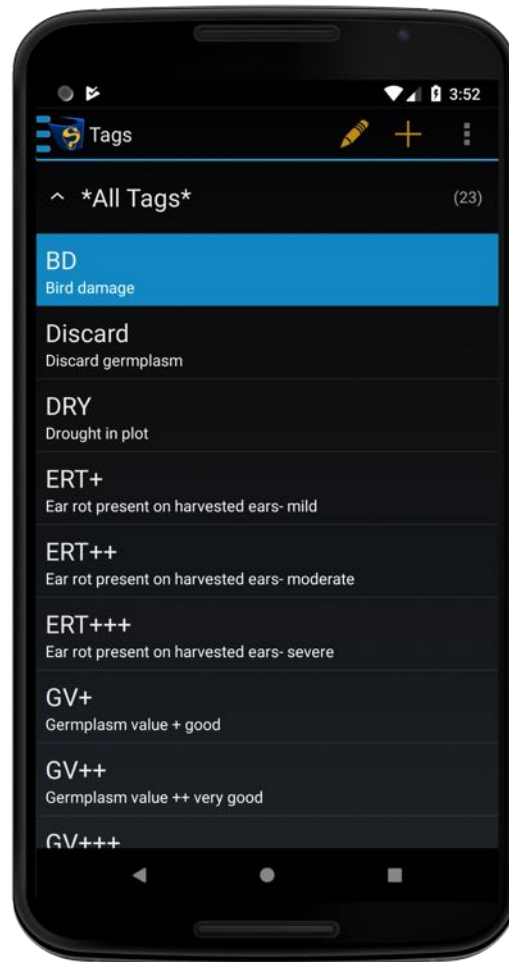 3:52
Tags
*All Tags* (23)
BD
Bird damage
Discard
Discard germplasm
DRY
Drought in plot
ERT+
Ear rot present on harvested ears- mild
ERT++
Ear rot present on harvested ears- moderate
ERT+++
Ear rot present on harvested ears- severe
GV+
Germplasm value + good
GV++
Germplasm value ++ very good
GV+++